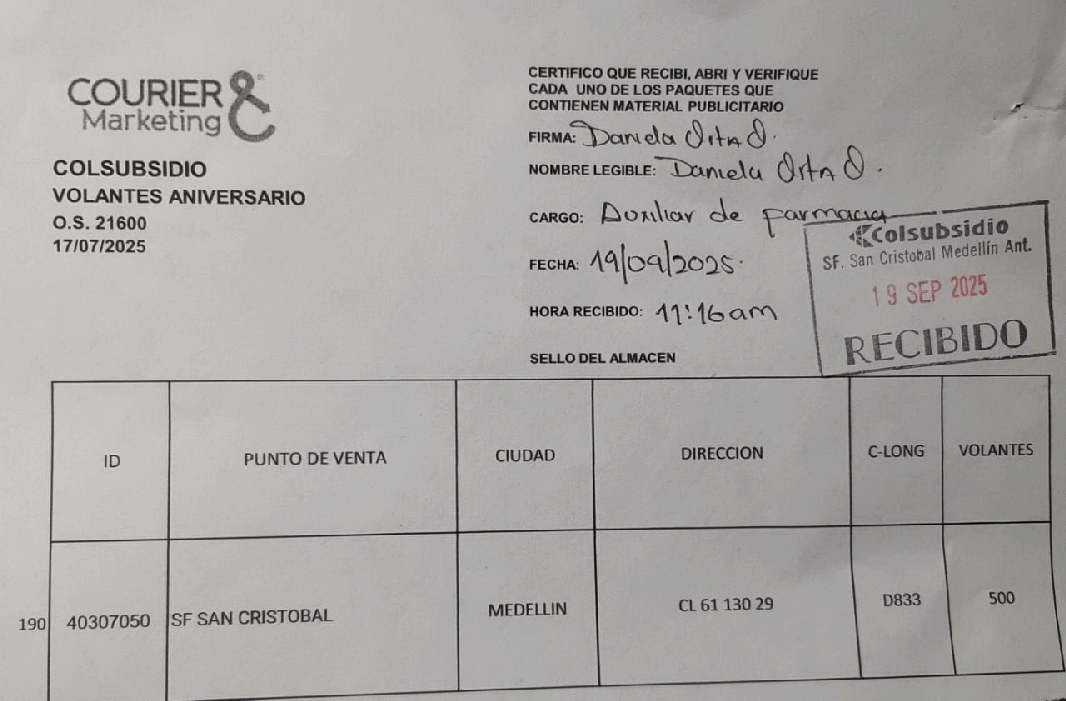 COURIER &
Marketing
COLSUBSIDIO
VOLANTES ANIVERSARIO
O.S. 21600
17/07/2025
CERTIFICO QUE RECIBI, ABRI Y VERIFIQUE
CADA UNO DE LOS PAQUETES QUE
CONTIENEN MATERIAL PUBLICITARIO
FIRMA: Daniela O.
NOMBRE LEGIBLE: Daniela O.
CARGO: Auxiliar de farmacia
FECHA: 19/09/2025.
HORA RECIBIDO: 11:16am
SELLO DEL ALMACEN
Colsubsidio
SF. San Cristobal Medellín Ant.
19 SEP 2025
RECIBIDO
ID PUNTO DE VENTA CIUDAD DIRECCION C-LONG VOLANTES
190 40307050 SF SAN CRISTOBAL MEDELLIN CL 61 130 29 D833 500